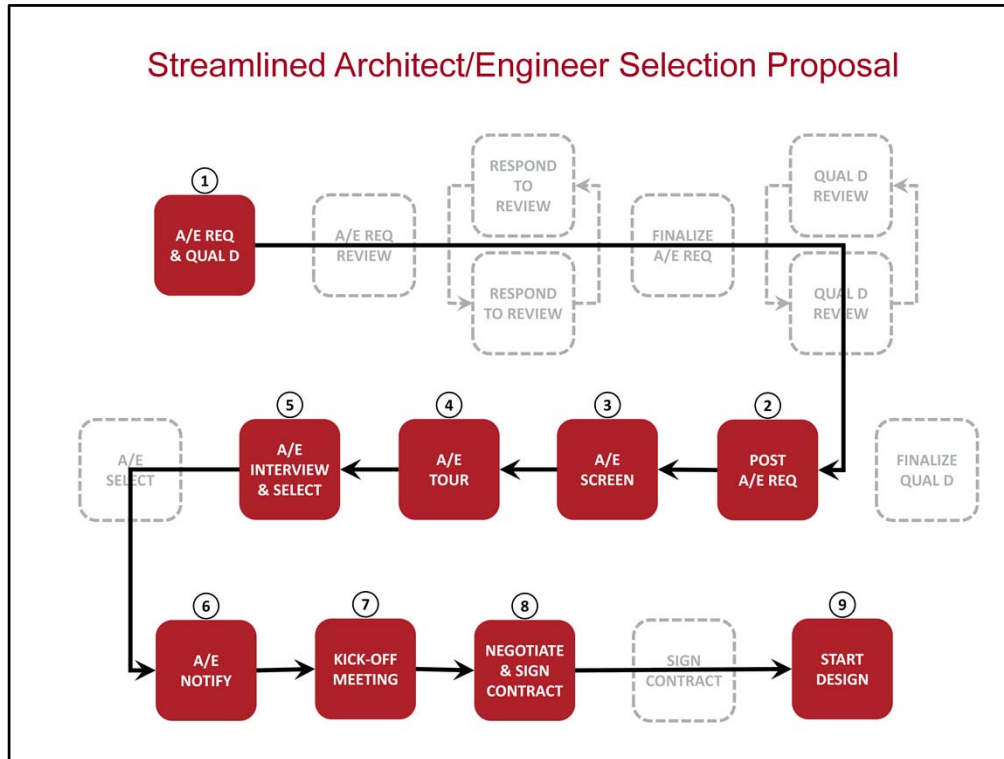 Streamlined Architect/Engineer Selection Proposal
1
A/E REQ
& QUAL D
A/E REQ
REVIEW
RESPOND
TO
REVIEW
RESPOND
TO REVIEW
FINALIZE
A/E REQ
QUAL D
REVIEW
QUAL D
REVIEW
A/E
SELECT
5
A/E
INTERVIEW
& SELECT
4
A/E
TOUR
3
A/E
SCREEN
2
POST
A/E REQ
FINALIZE
QUAL D
6
A/E
NOTIFY
7
KICK-OFF
MEETING
8
NEGOTIATE
& SIGN
CONTRACT
SIGN
CONTRACT
9
START
DESIGN